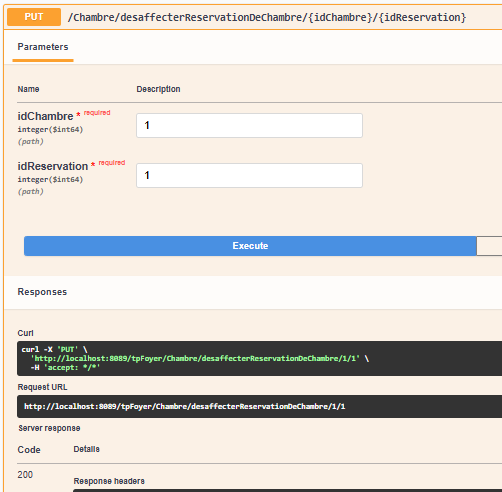 PUT /Chambre/desaffecterReservationDeChambre/{idChambre}/{idReservation}
Parameters
Name Description
idChambre * required
integer($int64)
(path)
1
idReservation * required
integer($int64)
(path)
1
Execute
Responses
Curl
curl -X 'PUT' \
'http://localhost:8089/tpFoyer/Chambre/desaffecterReservationDeChambre/1/1' \
-H 'accept: */*'
Request URL
http://localhost:8089/tpFoyer/Chambre/desaffecterReservationDeChambre/1/1
Server response
Code Details
200
Response headers